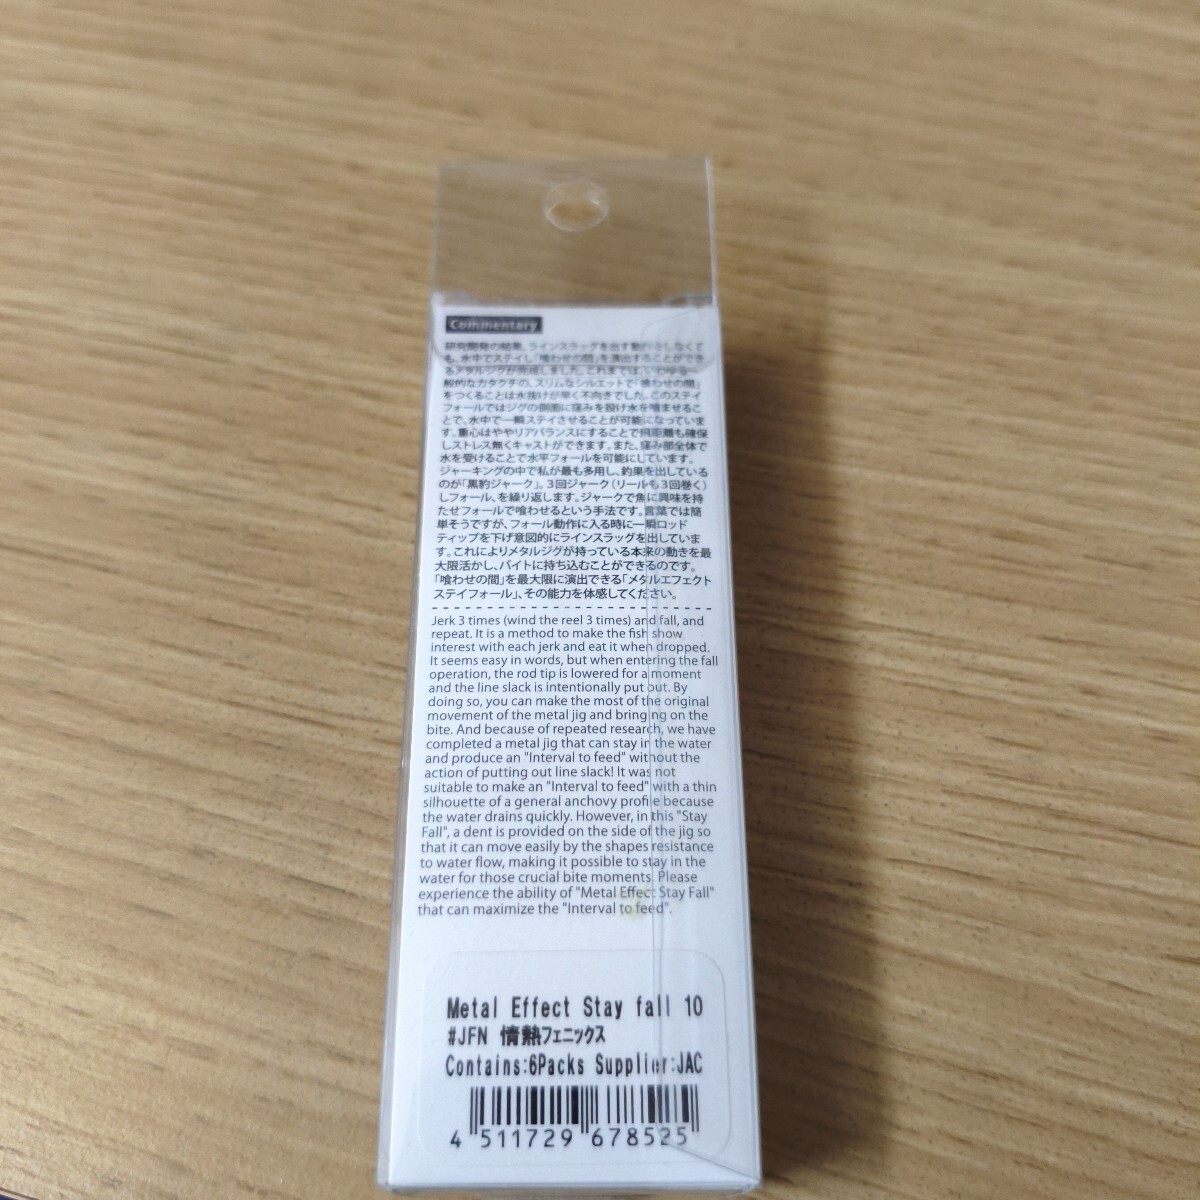 Commentary
研究開発の結果、ラインスラッグを出す動作をしなくて
も、水中でステイし「喰わせの間」を演出することができ
るメタルジグが完成しました。これまでは、いわゆる一
般的なカタクチの、スリムなシルエットで「喰わせの間」
をつくることは水抜けが早く不向きでした。このステイ
フォールではジグの側面に窪みを設け水を噛ませるこ
とで、水中で一瞬ステイさせることが可能になっていま
す。重心はややリアバランスにすることで飛距離も確保
しストレス無くキャストができます。また、窪み部全体で
水を受けることで水平フォールを可能にしています。
ジャーキングの中で私が最も多用し、釣果を出している
のが「黒豹ジャーク」。3回ジャーク(リールも3回巻く)
しフォール、を繰り返します。ジャークで魚に興味を持
たせフォールで喰わせるという手法です。言葉では簡
単そうですが、フォール動作に入る時に一瞬ロッド
ティップを下げ意図的にラインスラッグを出していま
す。これによりメタルジグが持っている本来の動きを最
大限活かし、バイトに持ち込むことができるのです。
「喰わせの間」を最大限に演出できる「メタルエフェクト
ステイフォール」、その能力を体感してください。
Jerk 3 times (wind the reel 3 times) and fall, and
repeat. It is a method to make the fish show
interest with each jerk and eat it when dropped.
It seems easy in words, but when entering the fall
operation, the rod tip is lowered for a moment
and the line slack is intentionally put out. By
doing so, you can make the most of the original
movement of the metal jig and bringing on the
bite. And because of repeated research, we have
completed a metal jig that can stay in the water
and produce an "Interval to feed" without the
action of putting out line slack! It was not
suitable to make an "Interval to feed" with a thin
silhouette of a general anchovy profile because
the water drains quickly. However, in this "Stay
Fall", a dent is provided on the side of the jig so
that it can move easily by the shapes resistance
to water flow, making it possible to stay in the
water for those crucial bite moments. Please
experience the ability of "Metal Effect Stay Fall"
that can maximize the "Interval to feed".
Metal Effect Stay fall 10
#JFN 情熱フェニックス
Contains:6Packs Supplier:JAC
4 511729 678525